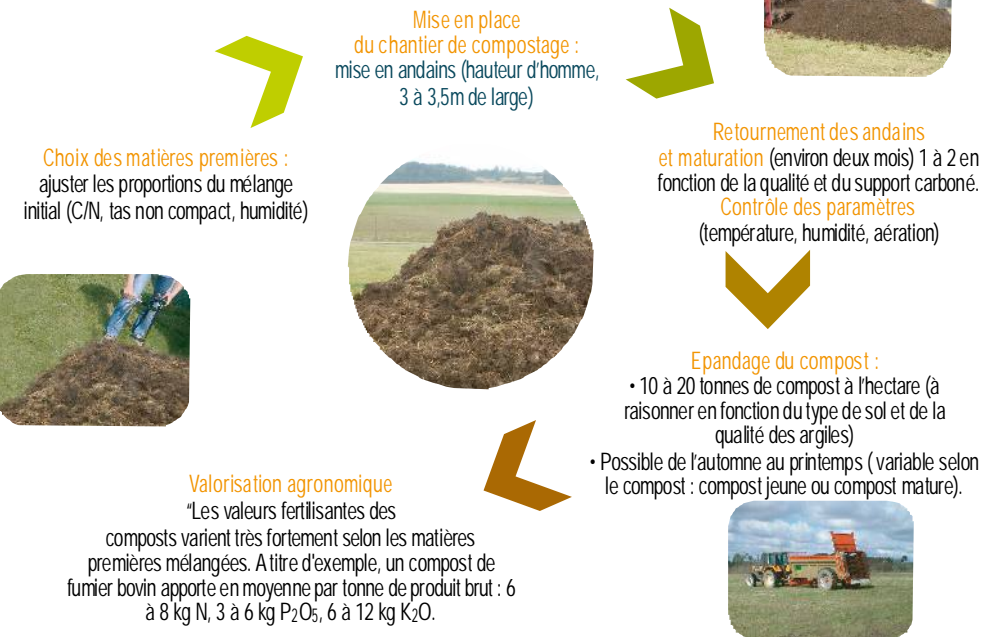 Choix des matières premières :
ajuster les proportions du mélange
initial (C/N, tas non compact, humidité)
Mise en place
du chantier de compostage :
mise en andains (hauteur d'homme,
3 à 3,5m de large)
Retournement des andains
et maturation (environ deux mois) 1 à 2 en
fonction de la qualité et du support carboné.
Contrôle des paramètres
(température, humidité, aération)
Epandage du compost :
• 10 à 20 tonnes de compost à l'hectare (à
raisonner en fonction du type de sol et de la
qualité des argiles)
• Possible de l'automne au printemps ( variable selon
le compost : compost jeune ou compost mature).
Valorisation agronomique
"Les valeurs fertilisantes des
composts varient très fortement selon les matières
premières mélangées. A titre d'exemple, un compost de
fumier bovin apporte en moyenne par tonne de produit brut : 6
à 8 kg N, 3 à 6 kg P₂O₅, 6 à 12 kg K₂O.